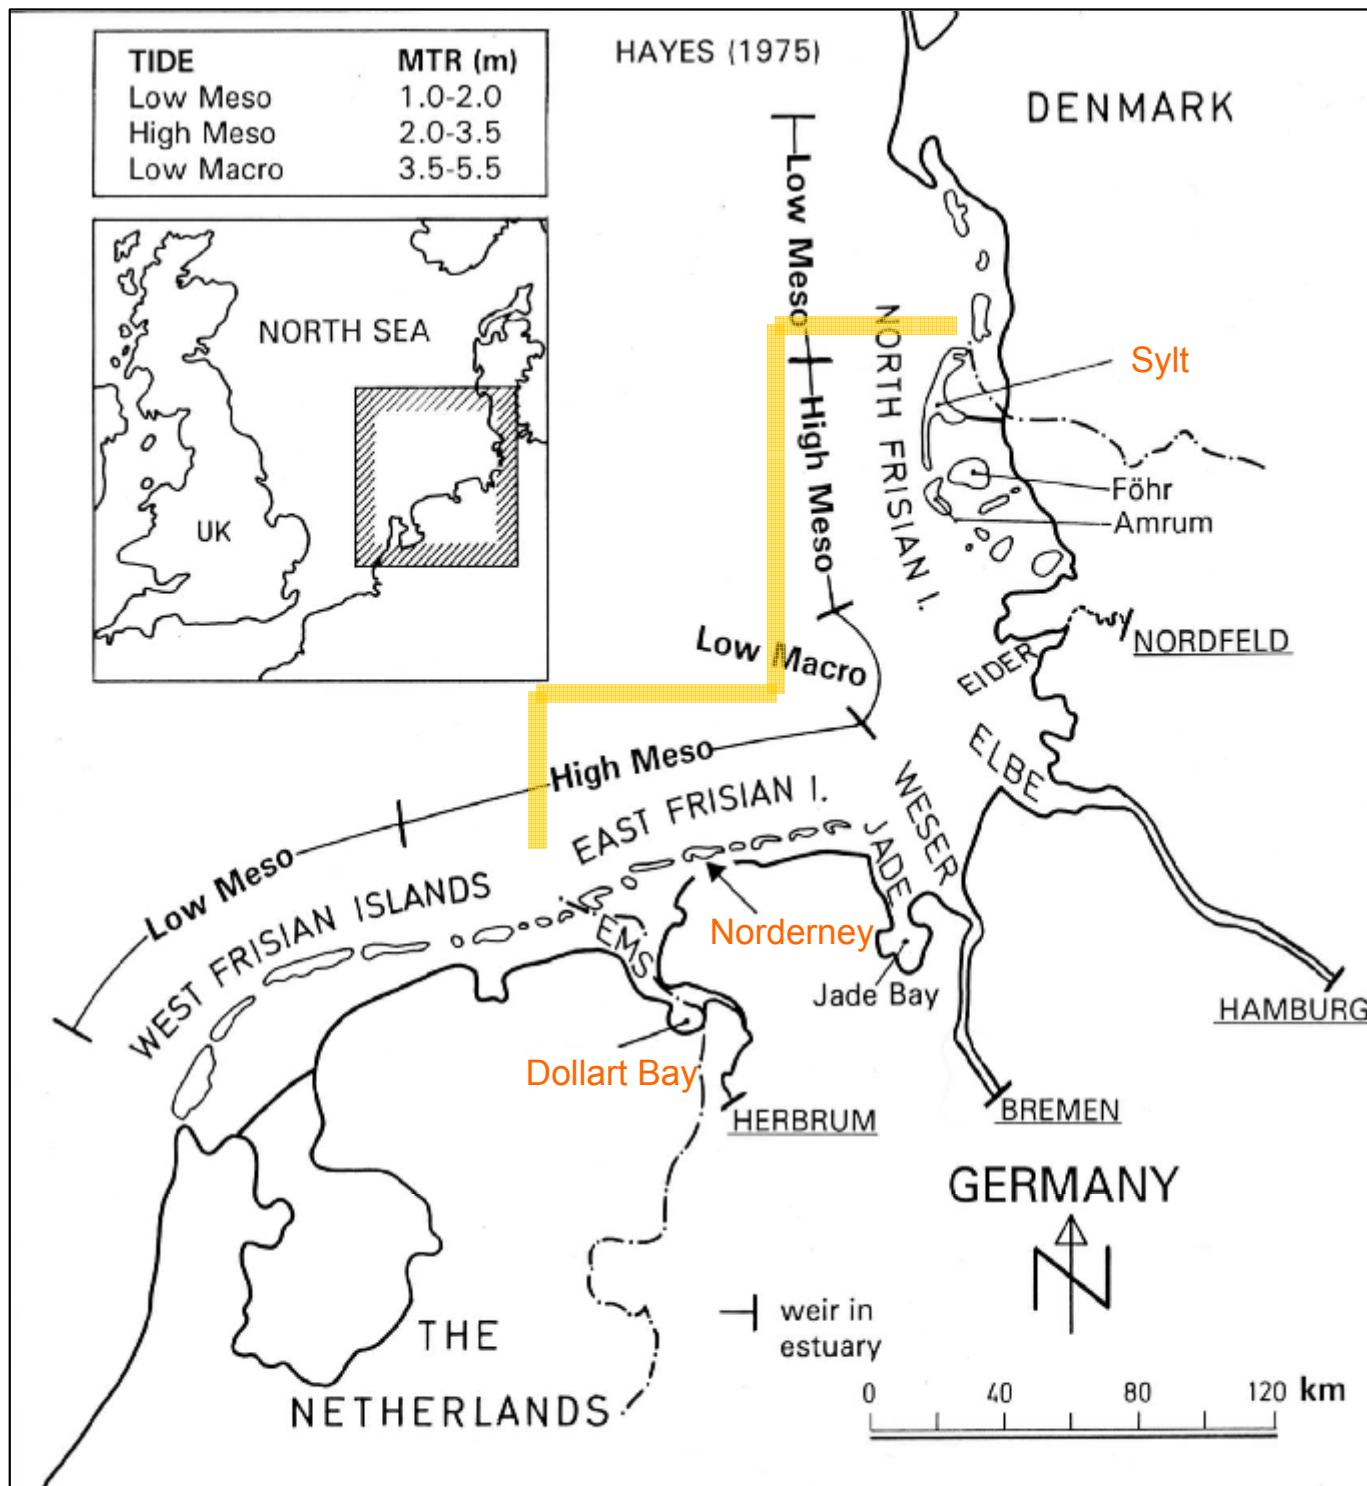 TIDE MTR (m)
Low Meso 1.0-2.0
High Meso 2.0-3.5
Low Macro 3.5-5.5
HAYES (1975)
DENMARK
NORTH SEA
UK
Low Meso
High Meso
Low Macro
High Meso
Low Meso
NORTH FRISIAN I.
Sylt
Föhr
Amrum
NORDFELD
EIDER
ELBE
WESER
JADE
EAST FRISIAN I.
WEST FRISIAN ISLANDS
EMS
Norderney
Jade Bay
HAMBURG
Dollart Bay
HERBRUM
BREMEN
GERMANY
N
THE
NETHERLANDS
weir in
estuary
0 40 80 120 km